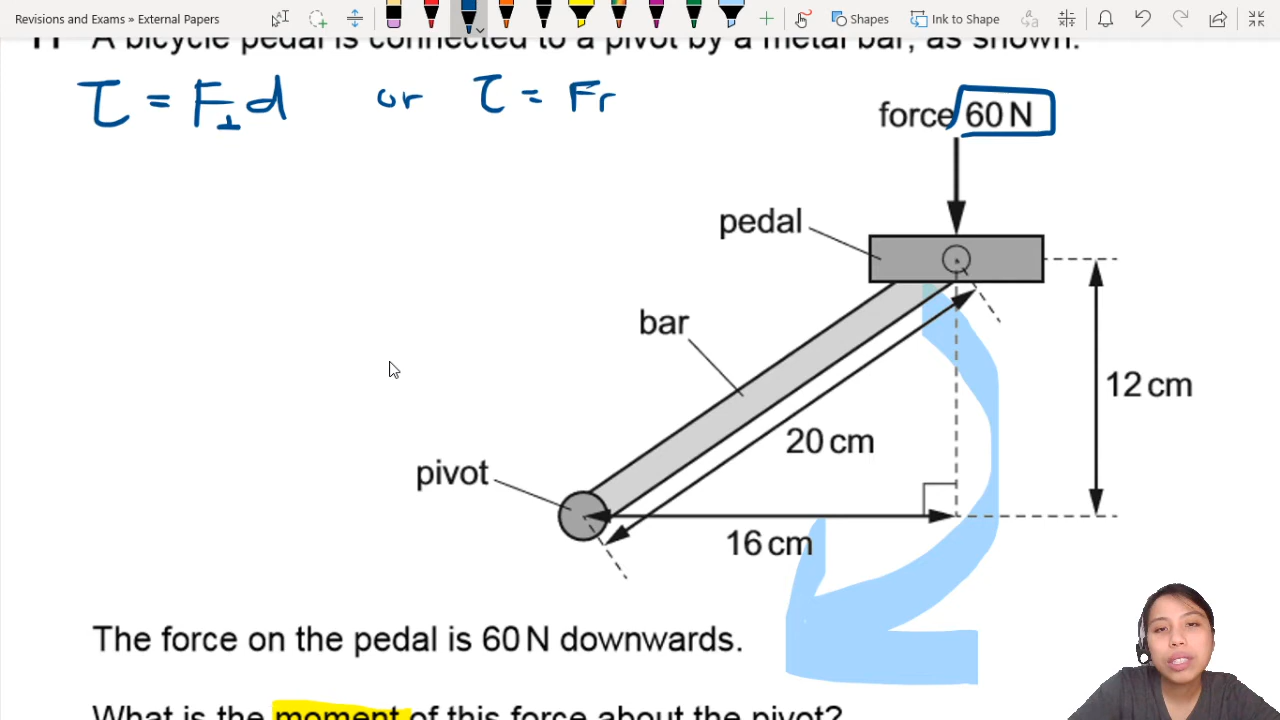 Revisions and Exams » External Papers
Shapes
Ink to Shape
A bicycle pedal is connected to a pivot by a metal bar, as shown.
τ = F⊥d or τ = Fr
force 60 N
pedal
bar
12 cm
20 cm
pivot
16 cm
The force on the pedal is 60 N downwards.
What is the moment of this force about the pivot?